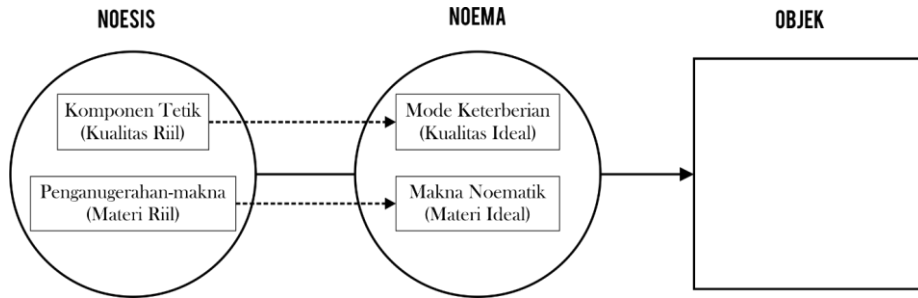 NOESIS
NOEMA
OBJEK
Komponen Tetik
(Kualitas Riil)
Mode Keterberian
(Kualitas Ideal)
Penganugerahan-makna
(Materi Riil)
Makna Noematik
(Materi Ideal)